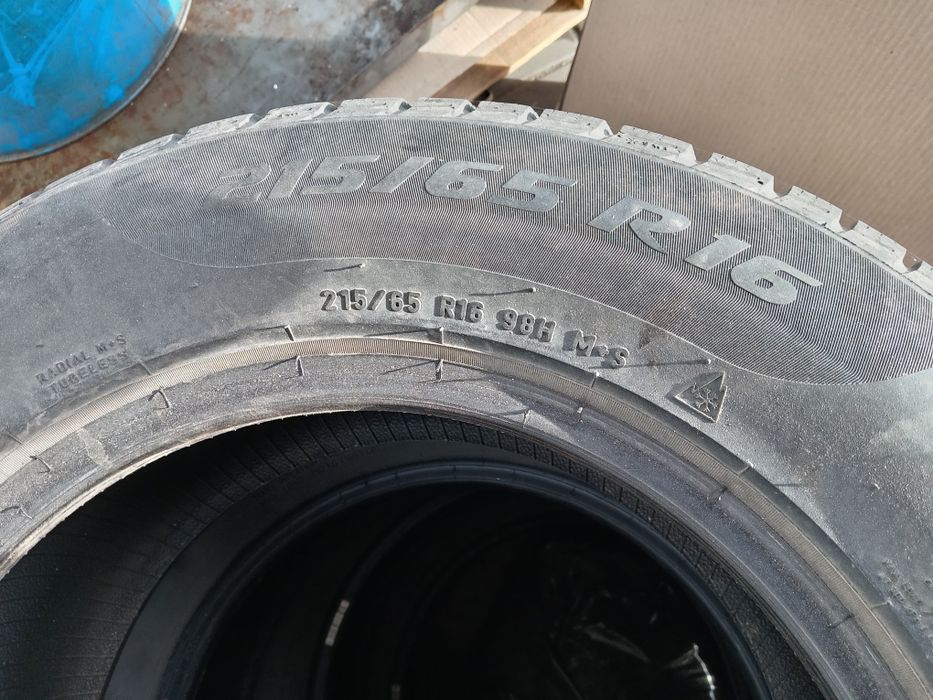 215/65 R16
215/65 R16 98H M+S
RADIAL M+S
TUBELESS